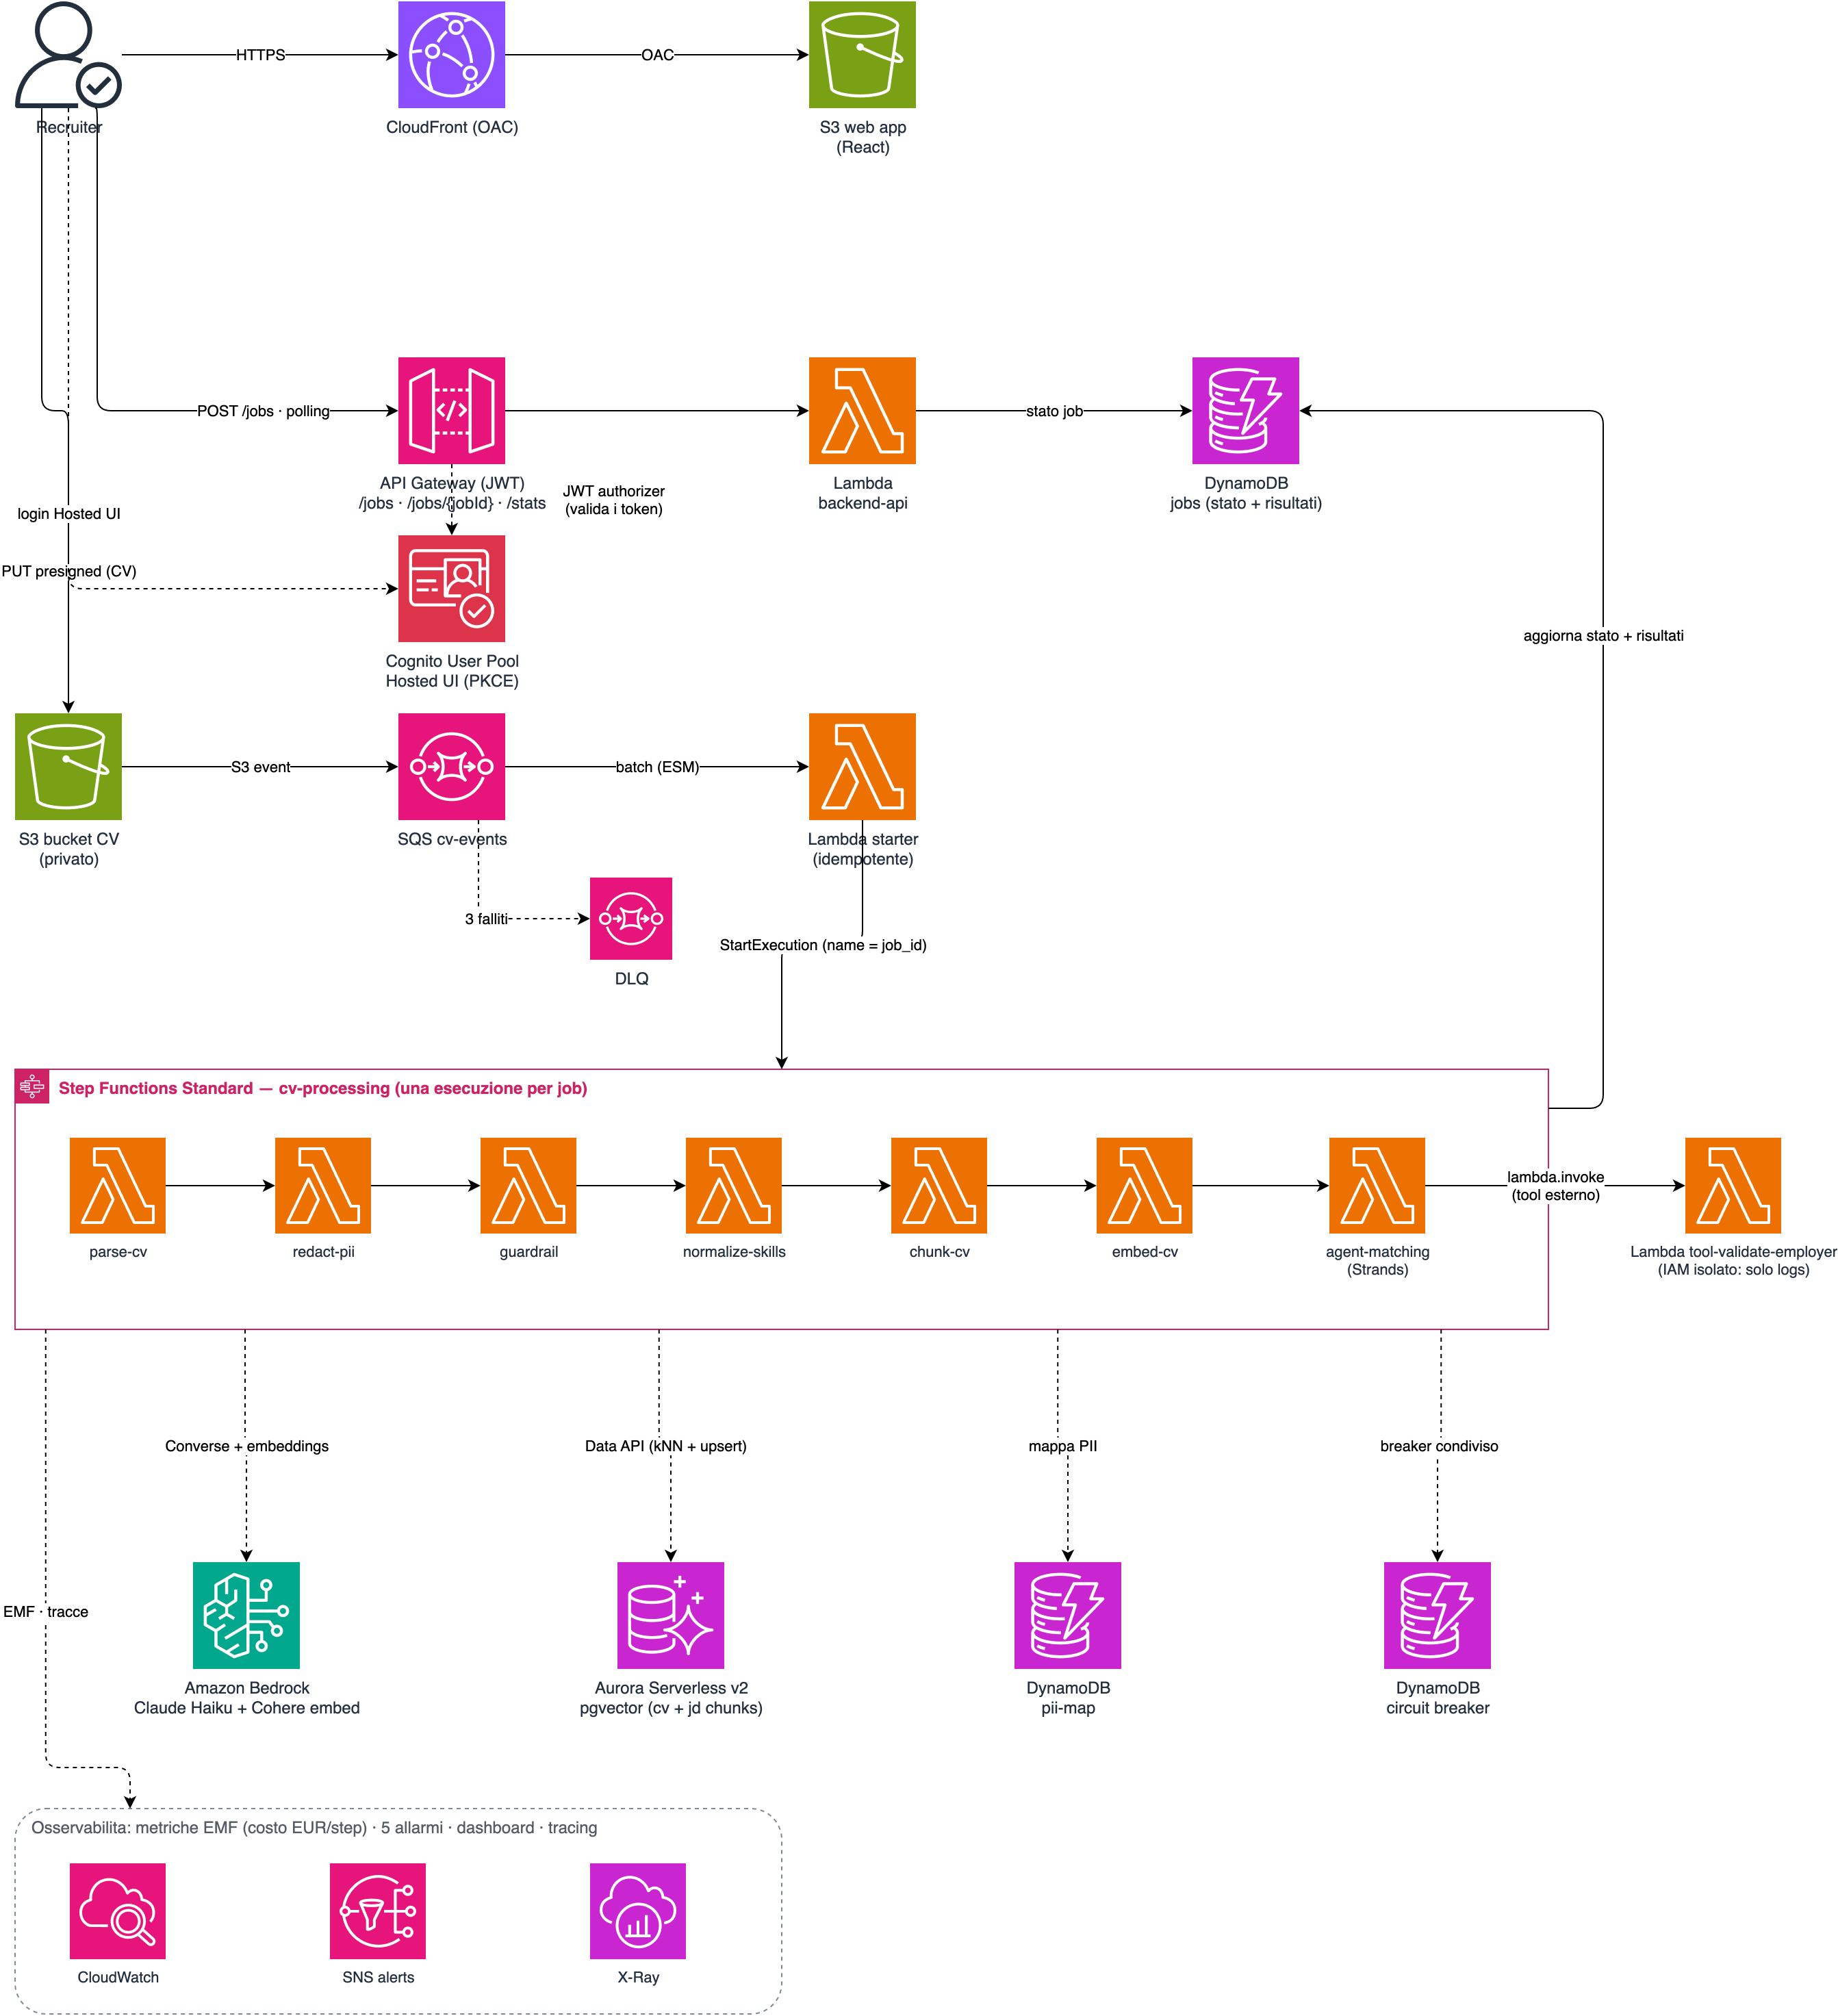 HTTPS
OAC
Recruiter
CloudFront (OAC)
S3 web app
(React)
POST /jobs · polling
stato job
API Gateway (JWT)
/jobs · /jobs/{jobId} · /stats
JWT authorizer
(valida i token)
Lambda
backend-api
DynamoDB
jobs (stato + risultati)
login Hosted UI
PUT presigned (CV)
aggiorna stato + risultati
Cognito User Pool
Hosted UI (PKCE)
S3 event
batch (ESM)
S3 bucket CV
(privato)
SQS cv-events
Lambda starter
(idempotente)
3 falliti
StartExecution (name = job_id)
DLQ
Step Functions Standard — cv-processing (una esecuzione per job)
lambda.invoke
(tool esterno)
parse-cv
redact-pii
guardrail
normalize-skills
chunk-cv
embed-cv
agent-matching
(Strands)
Lambda tool-validate-employer
(IAM isolato: solo logs)
Converse + embeddings
Data API (kNN + upsert)
mappa PII
breaker condiviso
EMF · tracce
Amazon Bedrock
Claude Haiku + Cohere embed
Aurora Serverless v2
pgvector (cv + jd chunks)
DynamoDB
pii-map
DynamoDB
circuit breaker
Osservabilita: metriche EMF (costo EUR/step) · 5 allarmi · dashboard · tracing
CloudWatch
SNS alerts
X-Ray